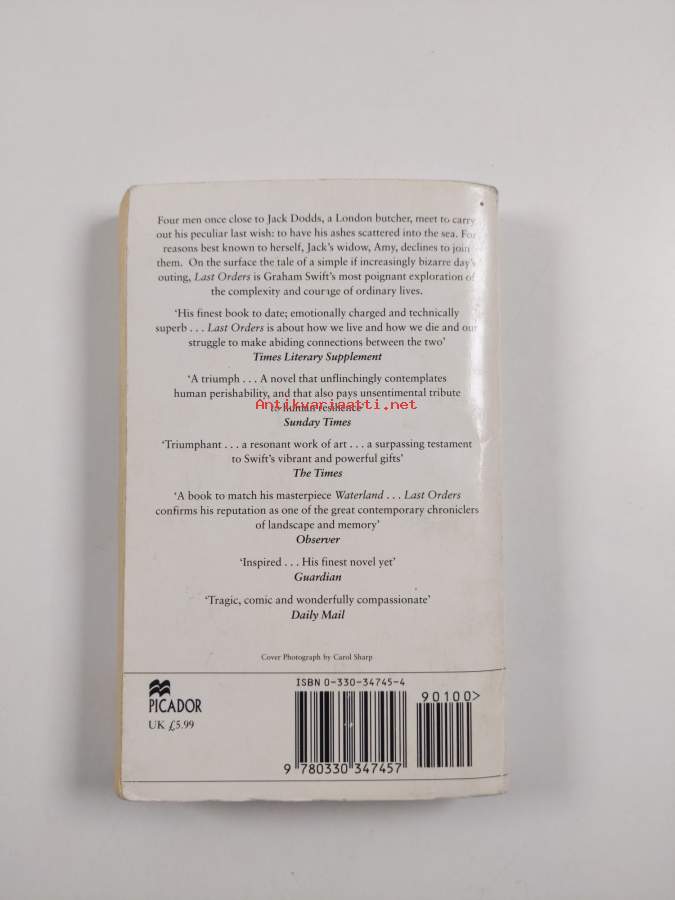 Four men once close to Jack Dodds, a London butcher, meet to carry
out his peculiar last wish: to have his ashes scattered into the sea. For
reasons best known to herself, Jack's widow, Amy, declines to join
them. On the surface the tale of a simple if increasingly bizarre day's
outing, Last Orders is Graham Swift's most poignant exploration of
the complexity and courage of ordinary lives.
‘His finest book to date; emotionally charged and technically
superb . . . Last Orders is about how we live and how we die and our
struggle to make abiding connections between the two’
Times Literary Supplement
‘A triumph . . . A novel that unflinchingly contemplates
human perishability, and that also pays unsentimental tribute
to human resilience’
Antikvariaatti.net
Sunday Times
‘Triumphant . . . a resonant work of art . . . a surpassing testament
to Swift's vibrant and powerful gifts’
The Times
‘A book to match his masterpiece Waterland . . . Last Orders
confirms his reputation as one of the great contemporary chroniclers
of landscape and memory’
Observer
‘Inspired . . . His finest novel yet’
Guardian
‘Tragic, comic and wonderfully compassionate’
Daily Mail
Cover Photograph by Carol Sharp
PICADOR
UK £5.99
ISBN 0-330-34745-4
90100>
9 780330 347457